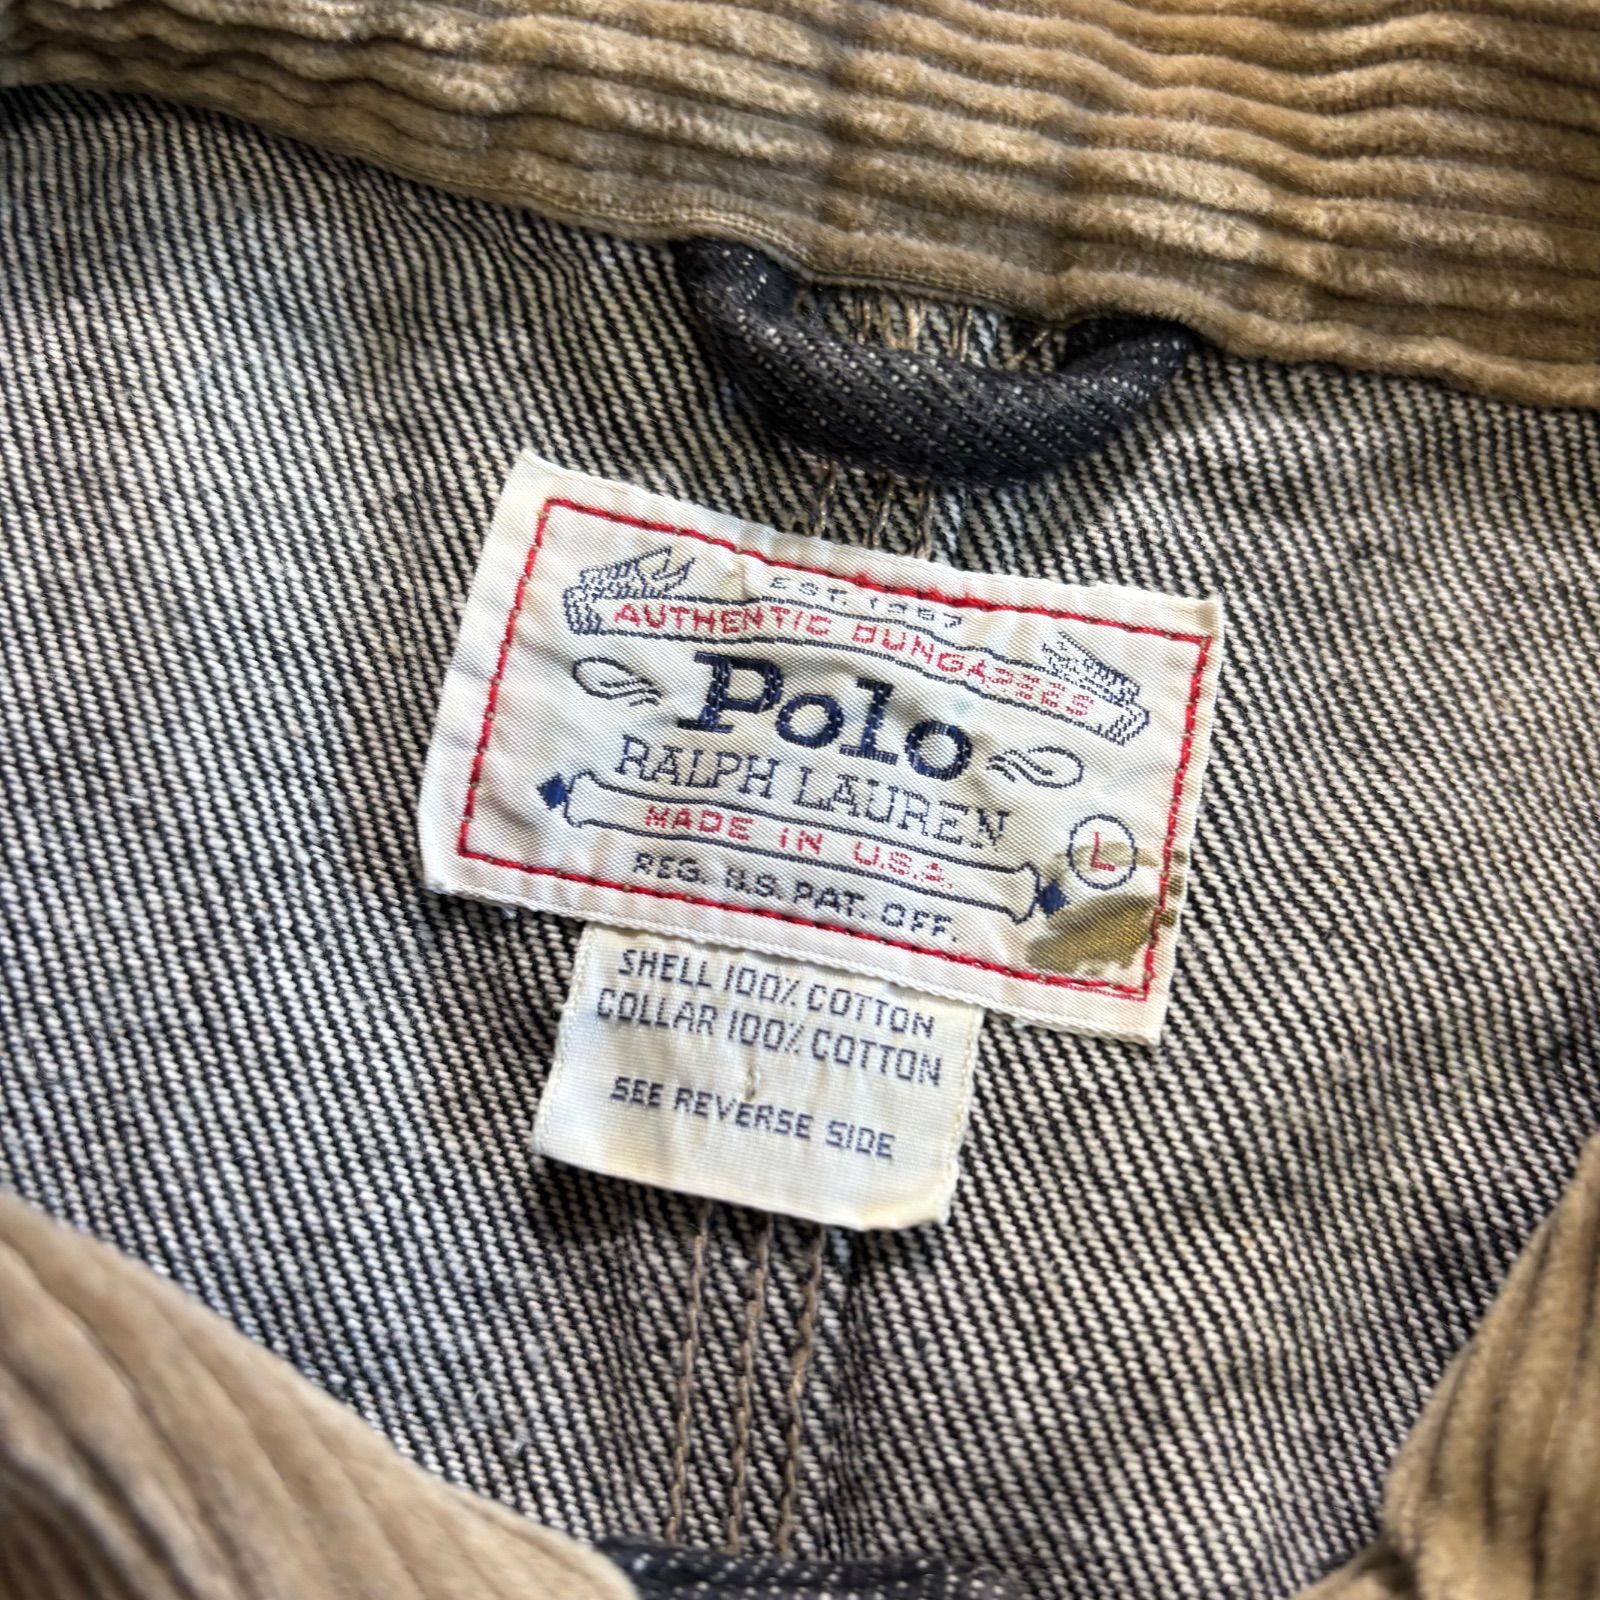 EST. 1967
AUTHENTIC DUNGAREES
Polo
RALPH LAUREN
MADE IN U.S.A.
L
REG. U.S. PAT. OFF.
SHELL 100% COTTON
COLLAR 100% COTTON
SEE REVERSE SIDE